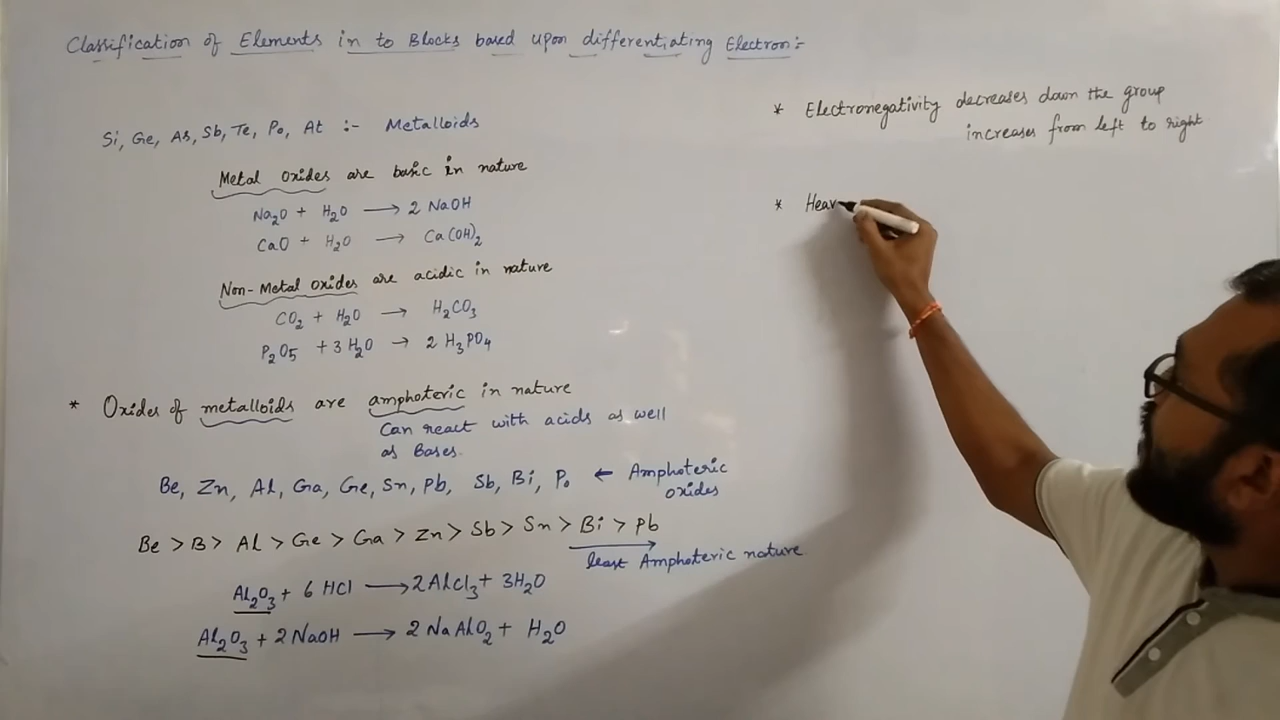 Classification of Elements in to Blocks based upon differentiating Electron:-
Si, Ge, As, Sb, Te, Po, At :- Metalloids
Metal Oxides are basic in nature
Na₂O + H₂O ⟶ 2 NaOH
CaO + H₂O ⟶ Ca(OH)₂
Non-Metal oxides are acidic in nature
CO₂ + H₂O ⟶ H₂CO₃
P₂O₅ + 3H₂O → 2 H₃PO₄
* Oxides of metalloids are amphoteric in nature
Can react with acids as well
as Bases.
Be, Zn, Al, Ga, Ge, Sn, Pb, Sb, Bi, Po ← Amphoteric
oxides
Be > B > Al > Ge > Ga > Zn > Sb > Sn > Bi > Pb
least Amphoteric nature
Al₂O₃ + 6 HCl ⟶ 2AlCl₃ + 3H₂O
Al₂O₃ + 2NaOH ⟶ 2 NaAlO₂ + H₂O
* Electronegativity decreases down the group
increases from left to right
* Heav